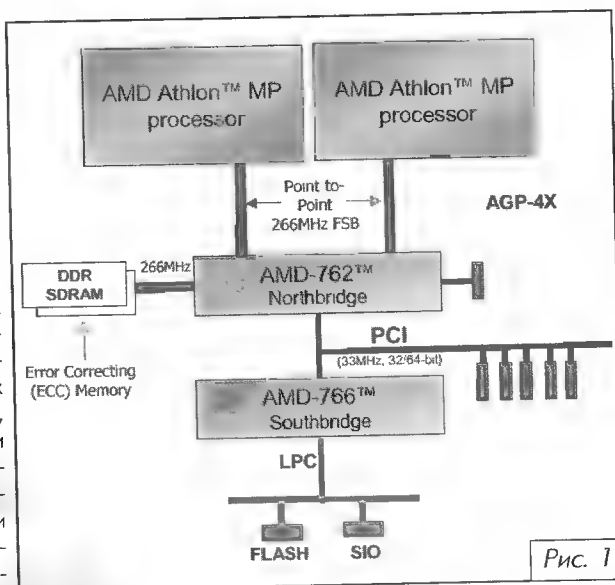 AMD Athlon™ MP
processor
AMD Athlon™ MP
processor
Point to-
Point
266MHz FSB
AGP-4X
DDR
SDRAM
266MHz
AMD-762™
Northbridge
Error Correcting
(ECC) Memory
PCI
(33MHz, 32/64-bit)
AMD-766™
Southbridge
LPC
FLASH
SIO
Рис. 1